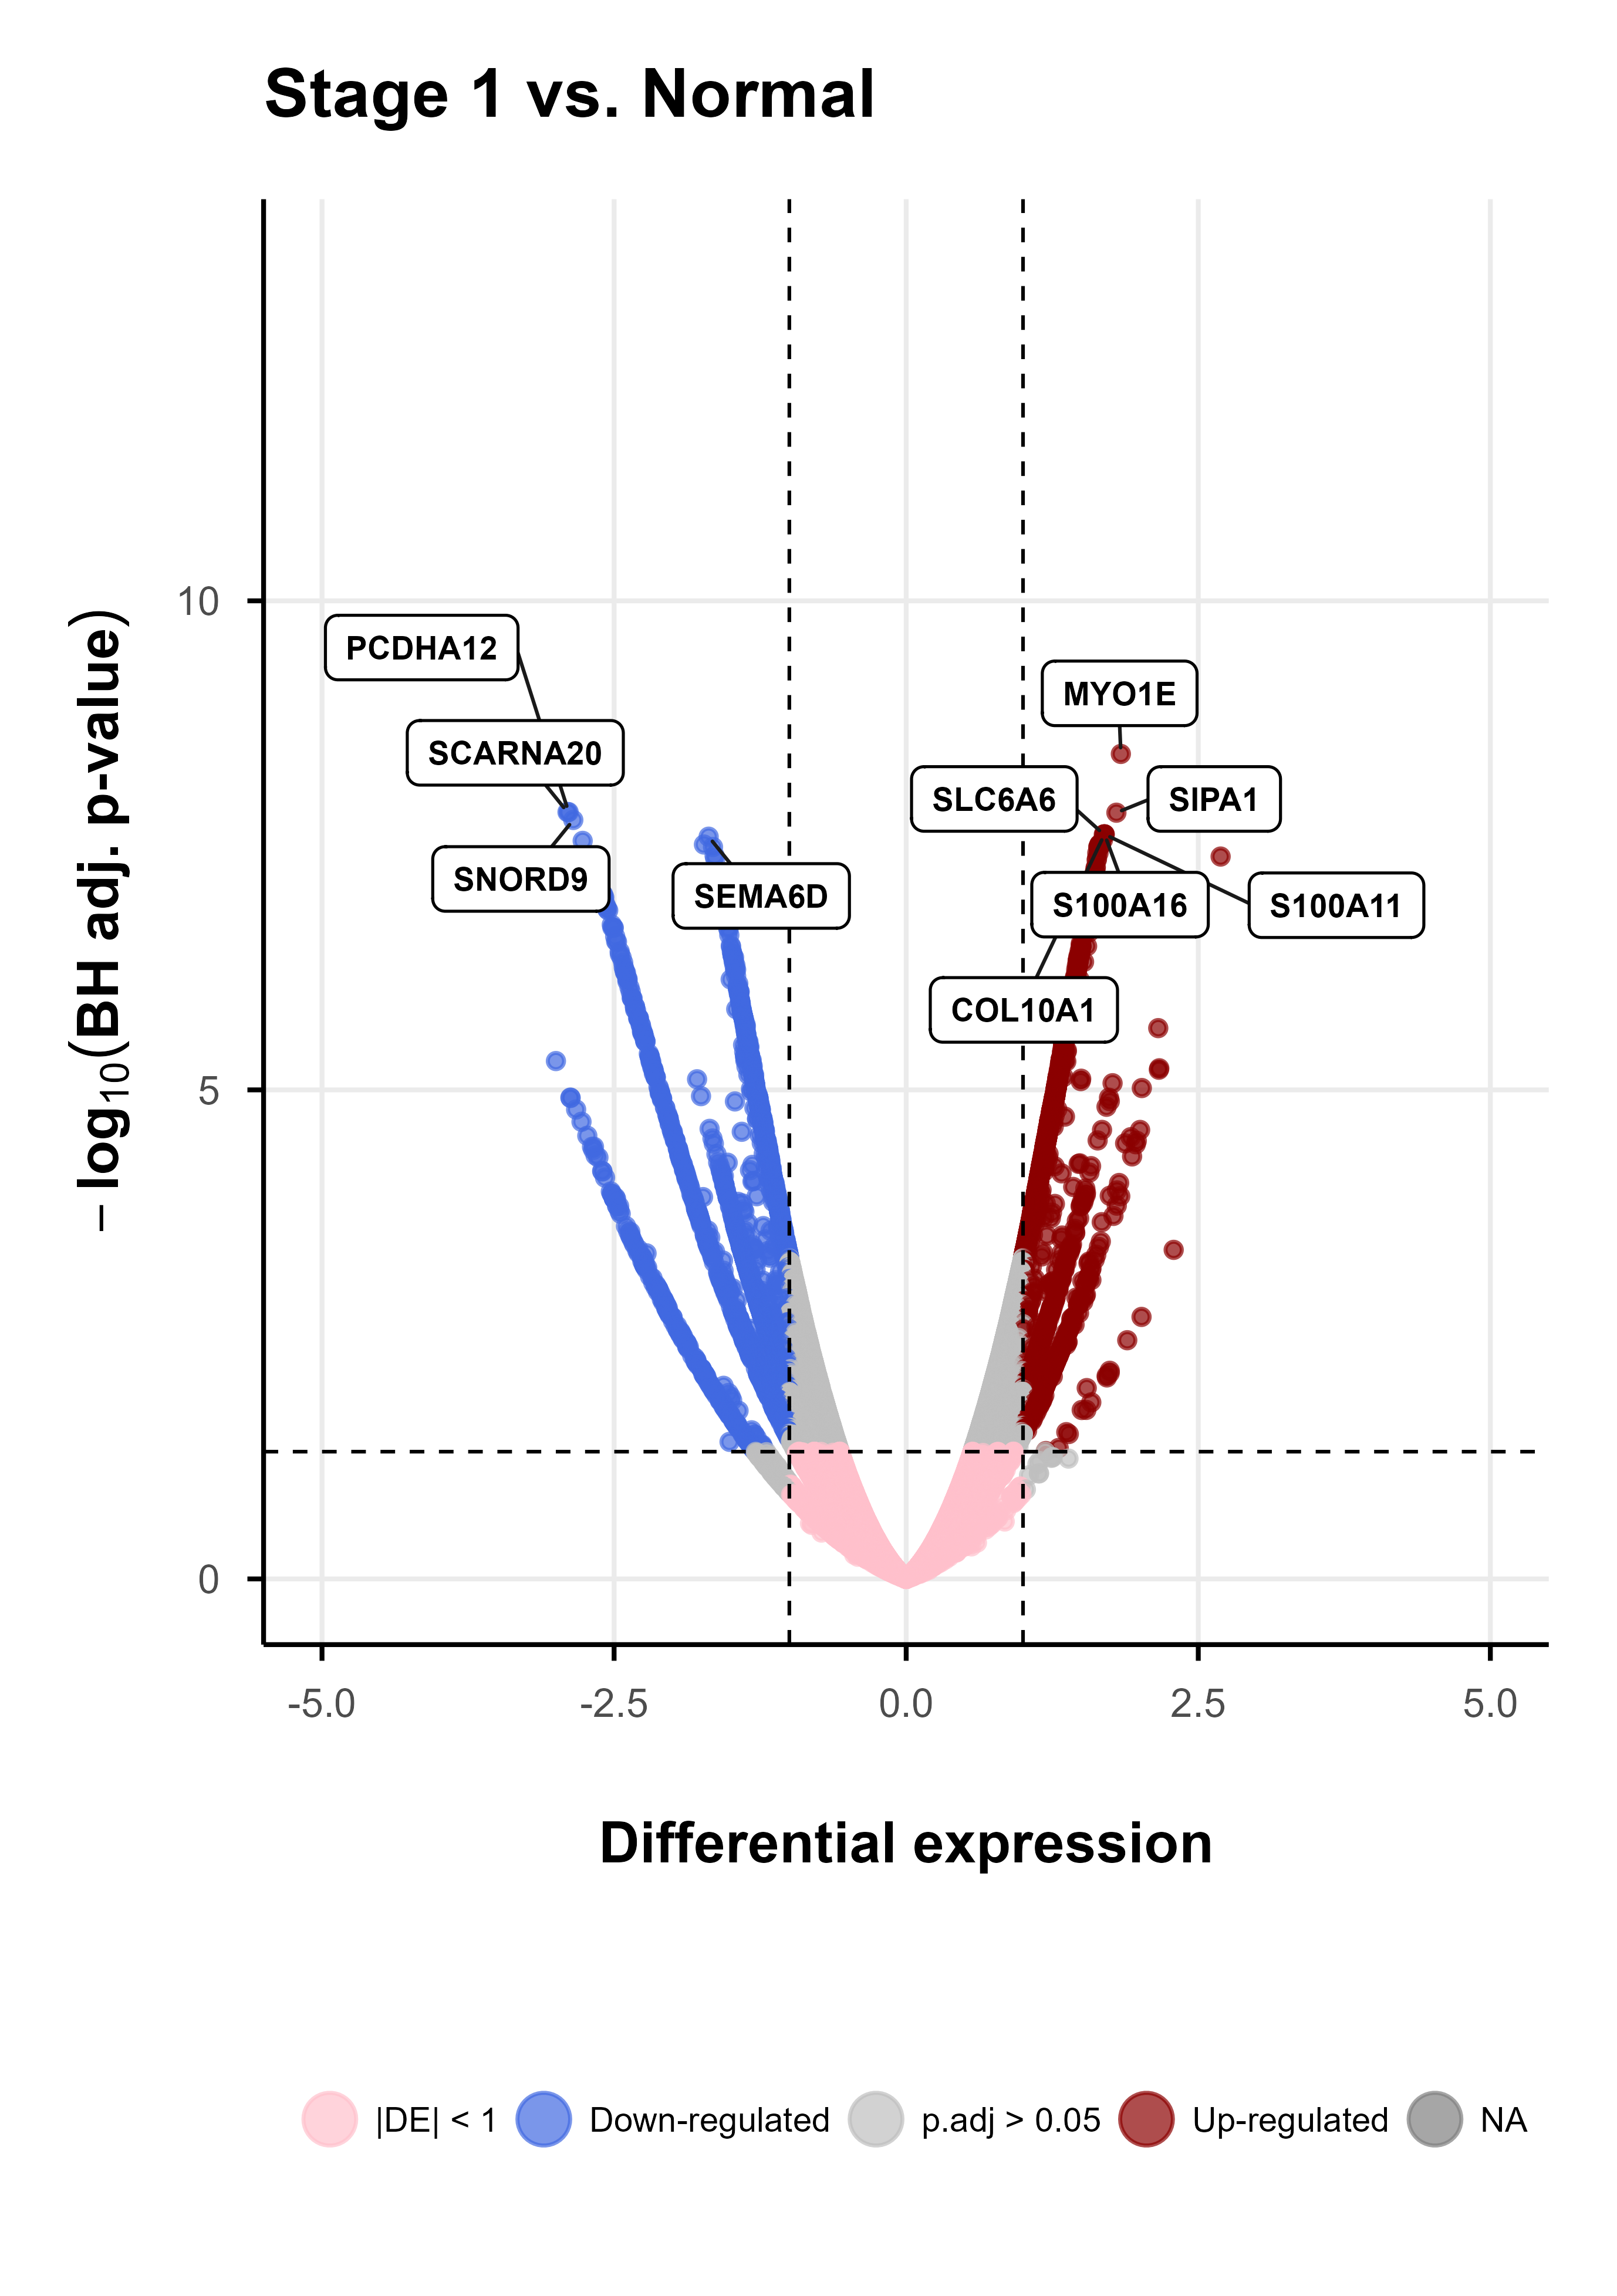 Stage 1 vs. Normal
− log10(BH adj. p-value)
10
5
0
PCDHA12
MYO1E
SCARNA20
SLC6A6
SIPA1
SNORD9
SEMA6D
S100A16
S100A11
COL10A1
-5.0
-2.5
0.0
2.5
5.0
Differential expression
|DE| < 1
Down-regulated
p.adj > 0.05
Up-regulated
NA